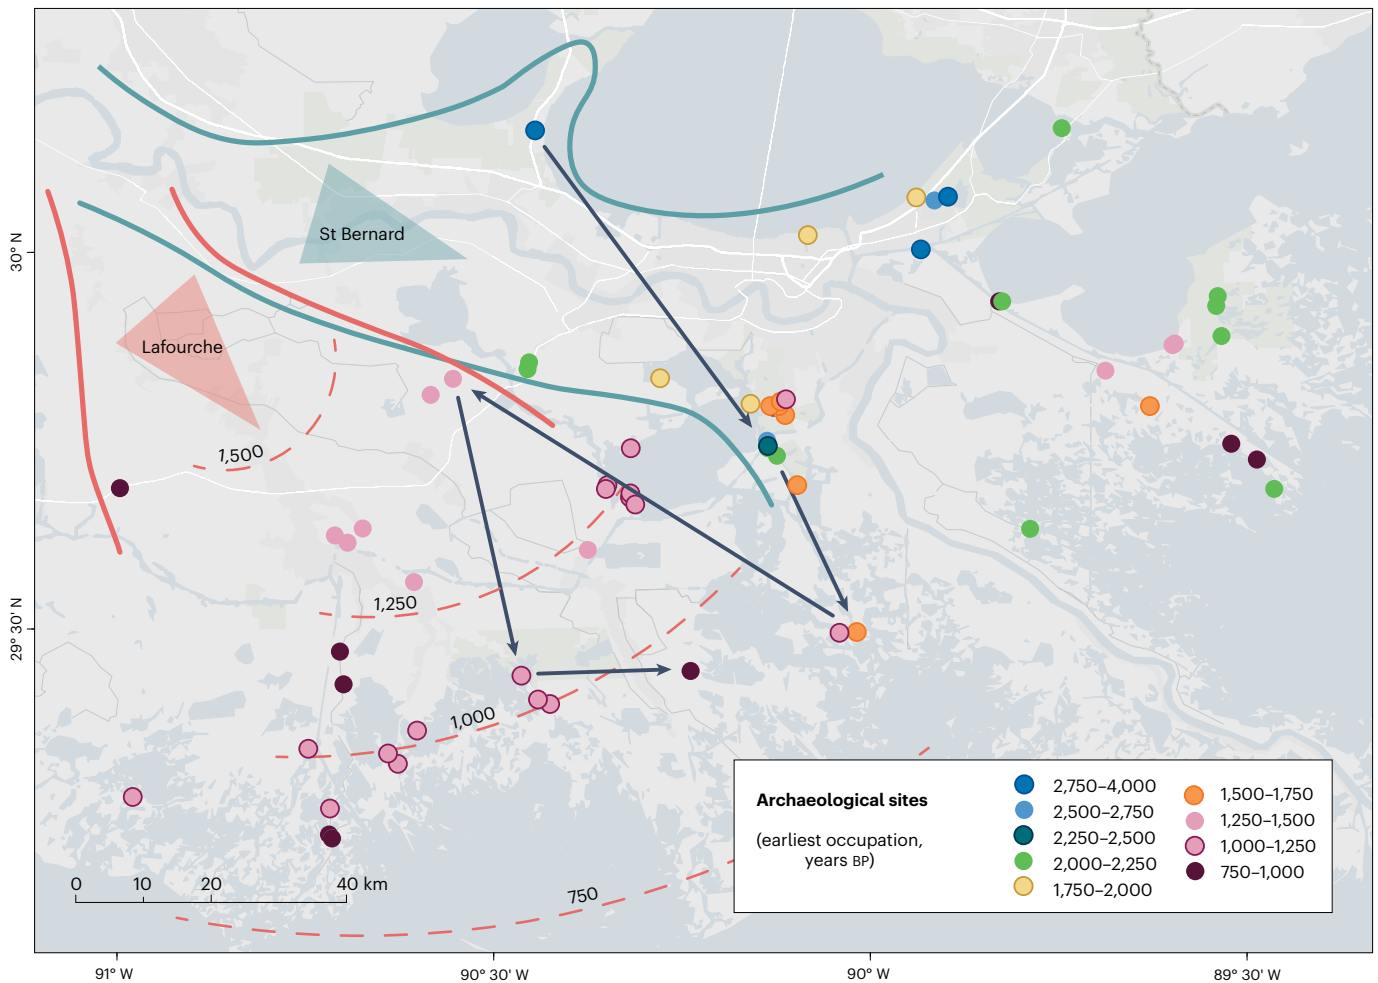 St Bernard
30° N
Lafourche
1,500
1,250
29° 30' N
1,000
Archaeological sites
(earliest occupation,
years BP)
2,750–4,000
2,500–2,750
2,250–2,500
2,000–2,250
1,750–2,000
1,500–1,750
1,250–1,500
1,000–1,250
750–1,000
0 10 20 40 km
750
91° W 90° 30' W 90° W 89° 30' W